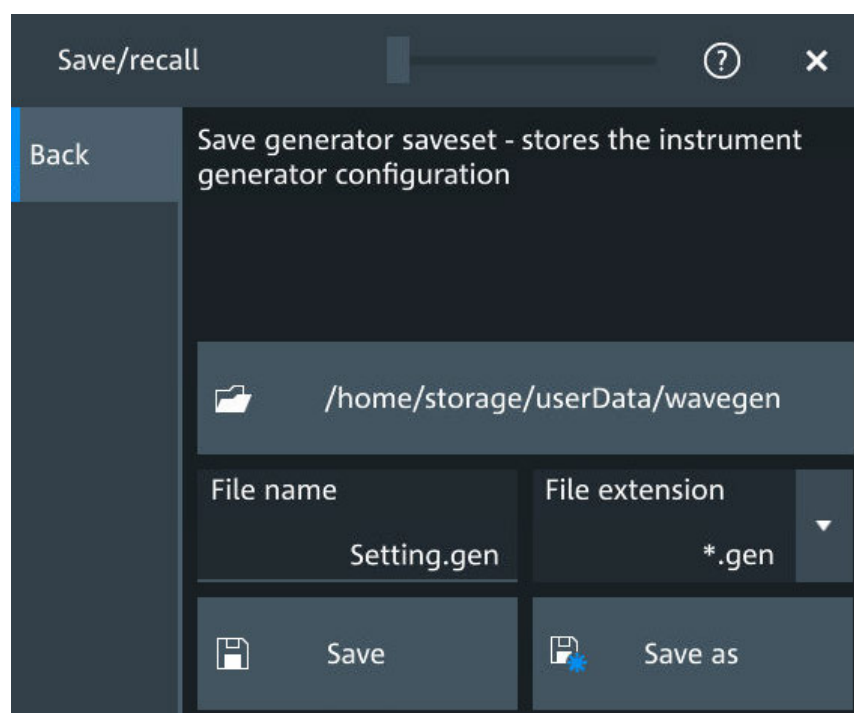 Save/recall
?
Back
Save generator saveset - stores the instrument
generator configuration
/home/storage/userData/wavegen
File name
File extension
Setting.gen
*.gen
Save
Save as